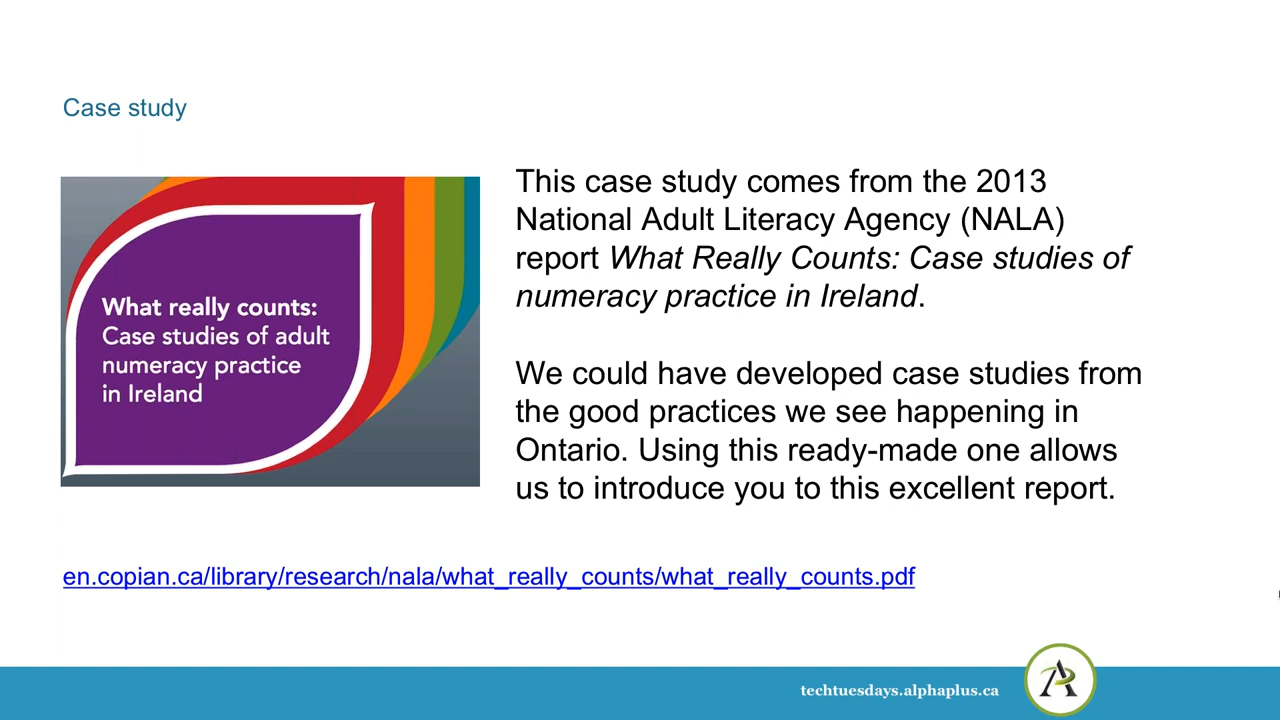 Case study
What really counts:
Case studies of adult
numeracy practice
in Ireland
This case study comes from the 2013
National Adult Literacy Agency (NALA)
report What Really Counts: Case studies of
numeracy practice in Ireland.
We could have developed case studies from
the good practices we see happening in
Ontario. Using this ready-made one allows
us to introduce you to this excellent report.
en.copian.ca/library/research/nala/what_really_counts/what_really_counts.pdf
techtuesdays.alphaplus.ca